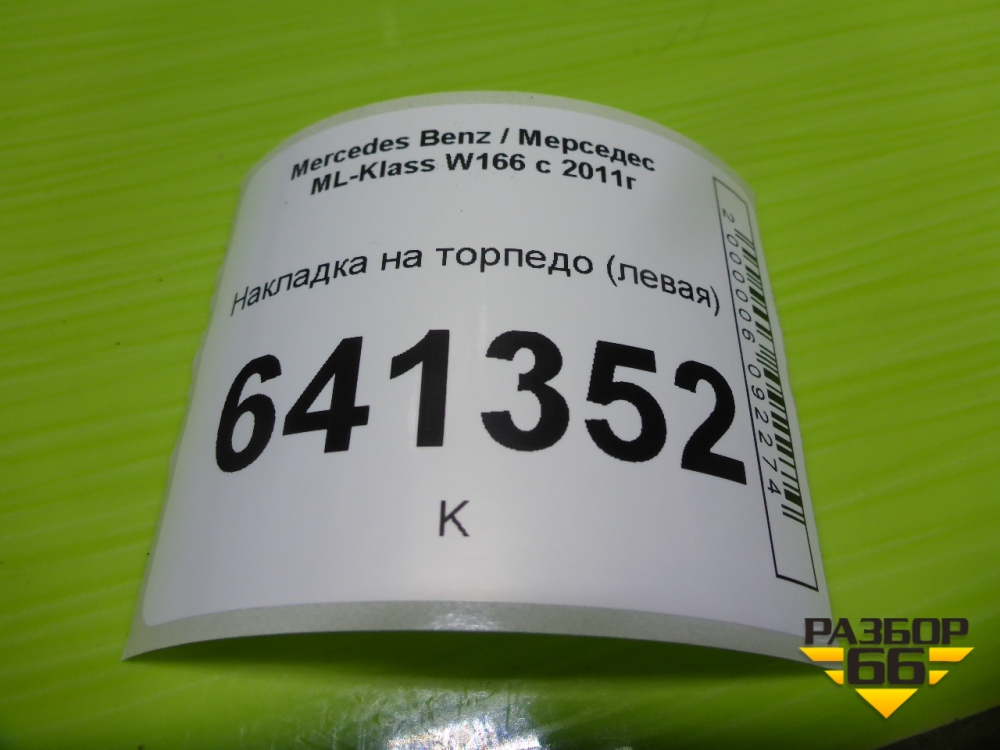 Mercedes Benz / Мерседес
ML-Klass W166 с 2011г
Накладка на торпедо (левая)
641352
К
2000006092274
РАЗБОР
66